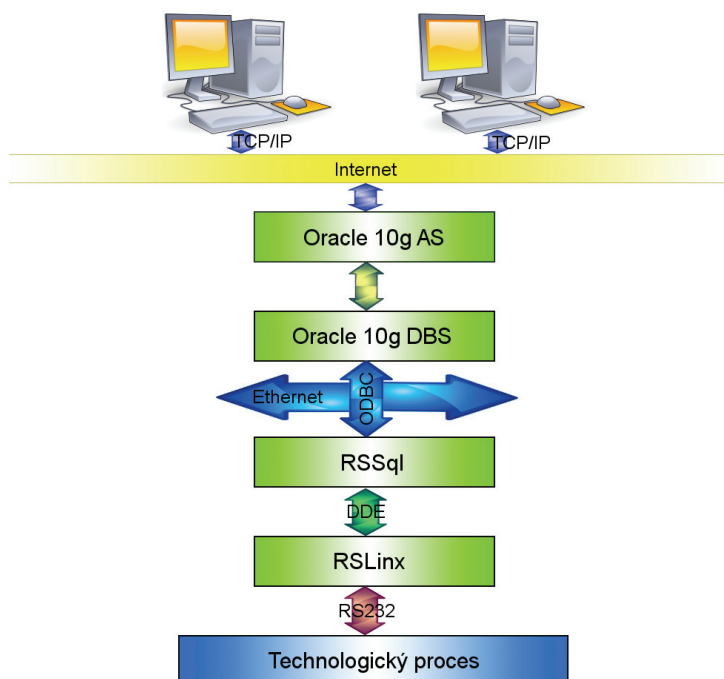 TCP/IP
TCP/IP
Internet
Oracle 10g AS
Oracle 10g DBS
Ethernet
ODBC
RSSql
DDE
RSLinx
RS232
Technologický proces